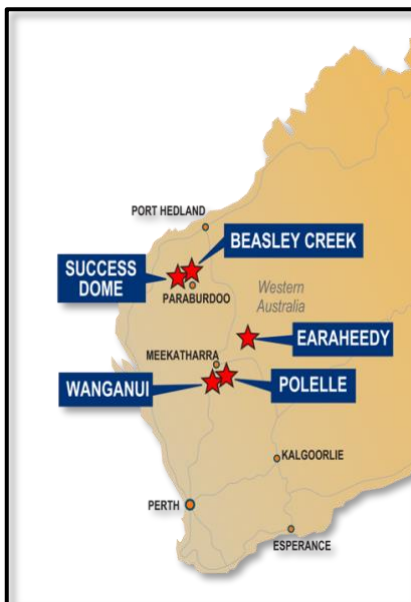 PORT HEDLAND
BEASLEY CREEK
SUCCESS
DOME
PARABURDOO
Western
Australia
EARAHEEDY
MEEKATHARRA
WANGANUI
POLELLE
KALGOORLIE
PERTH
ESPERANCE